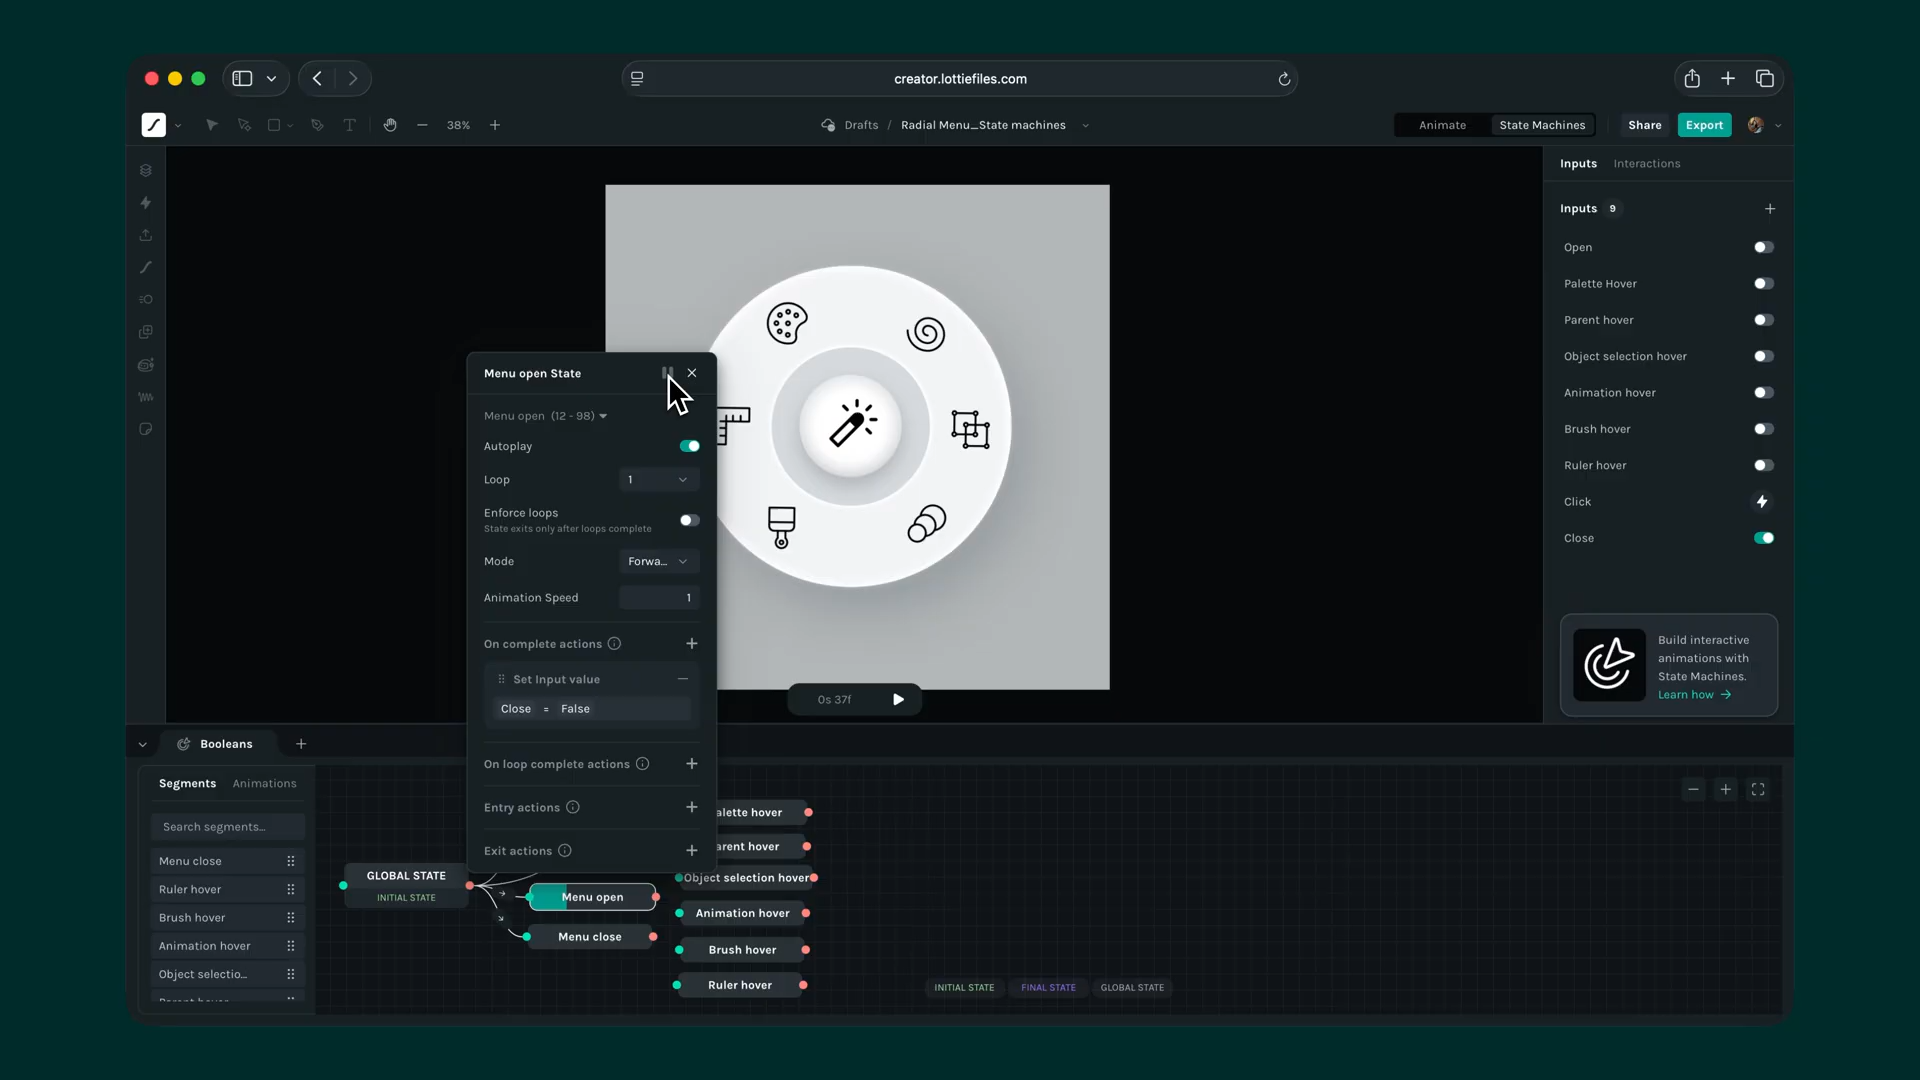 creator.lottiefiles.com
38%
Drafts / Radial Menu_State machines
Animate
State Machines
Share
Export
Inputs
Interactions
Inputs 9
Open
Palette Hover
Parent hover
Object selection hover
Animation hover
Brush hover
Ruler hover
Click
Close
Build interactive
animations with
State Machines.
Learn how →
Menu open State
Menu open (12 - 98)
Autoplay
Loop 1
Enforce loops
State exits only after loops complete
Mode Forwa...
Animation Speed 1
On complete actions
Set Input value
Close = False
On loop complete actions
Entry actions
Exit actions
0s 37f
Booleans
Segments
Animations
Search segments...
Menu close
Ruler hover
Brush hover
Animation hover
Object selectio...
GLOBAL STATE
INITIAL STATE
Menu open
Menu close
alette hover
arent hover
Object selection hover
Animation hover
Brush hover
Ruler hover
INITIAL STATE
FINAL STATE
GLOBAL STATE